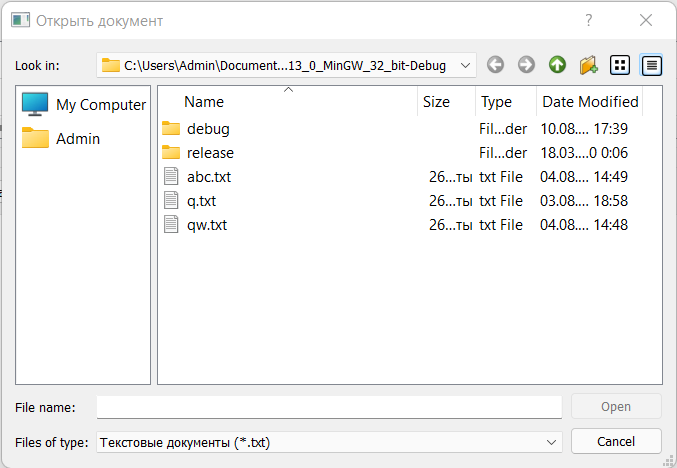 Открыть документ
?
Look in: C:\Users\Admin\Document...13_0_MinGW_32_bit-Debug
My Computer
Admin
Name Size Type Date Modified
debug Fil...der 10.08.... 17:39
release Fil...der 18.03....0 0:06
abc.txt 26...ты txt File 04.08.... 14:49
q.txt 26...ты txt File 03.08.... 18:58
qw.txt 26...ты txt File 04.08.... 14:48
File name: Open
Files of type: Текстовые документы (*.txt) Cancel